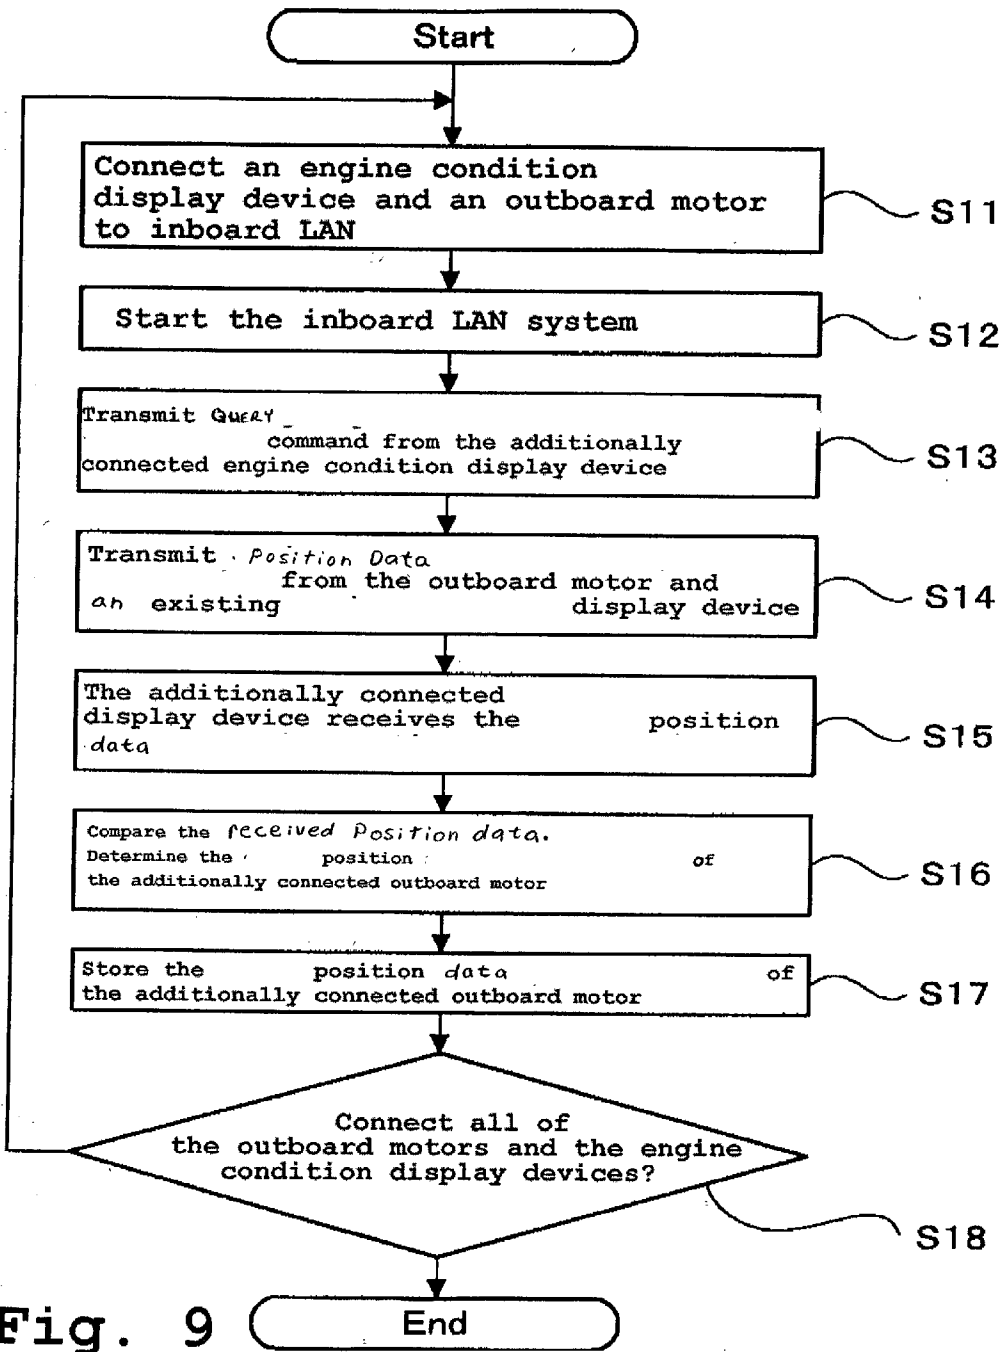 Start
Connect an engine condition
display device and an outboard motor
to inboard LAN
S11
Start the inboard LAN system
S12
Transmit QUERY
command from the additionally
connected engine condition display device
S13
Transmit Position Data
from the outboard motor and
an existing display device
S14
The additionally connected
display device receives the position
data
S15
Compare the received Position data.
Determine the position of
the additionally connected outboard motor
S16
Store the position data of
the additionally connected outboard motor
S17
Connect all of
the outboard motors and the engine
condition display devices?
S18
End
Fig. 9